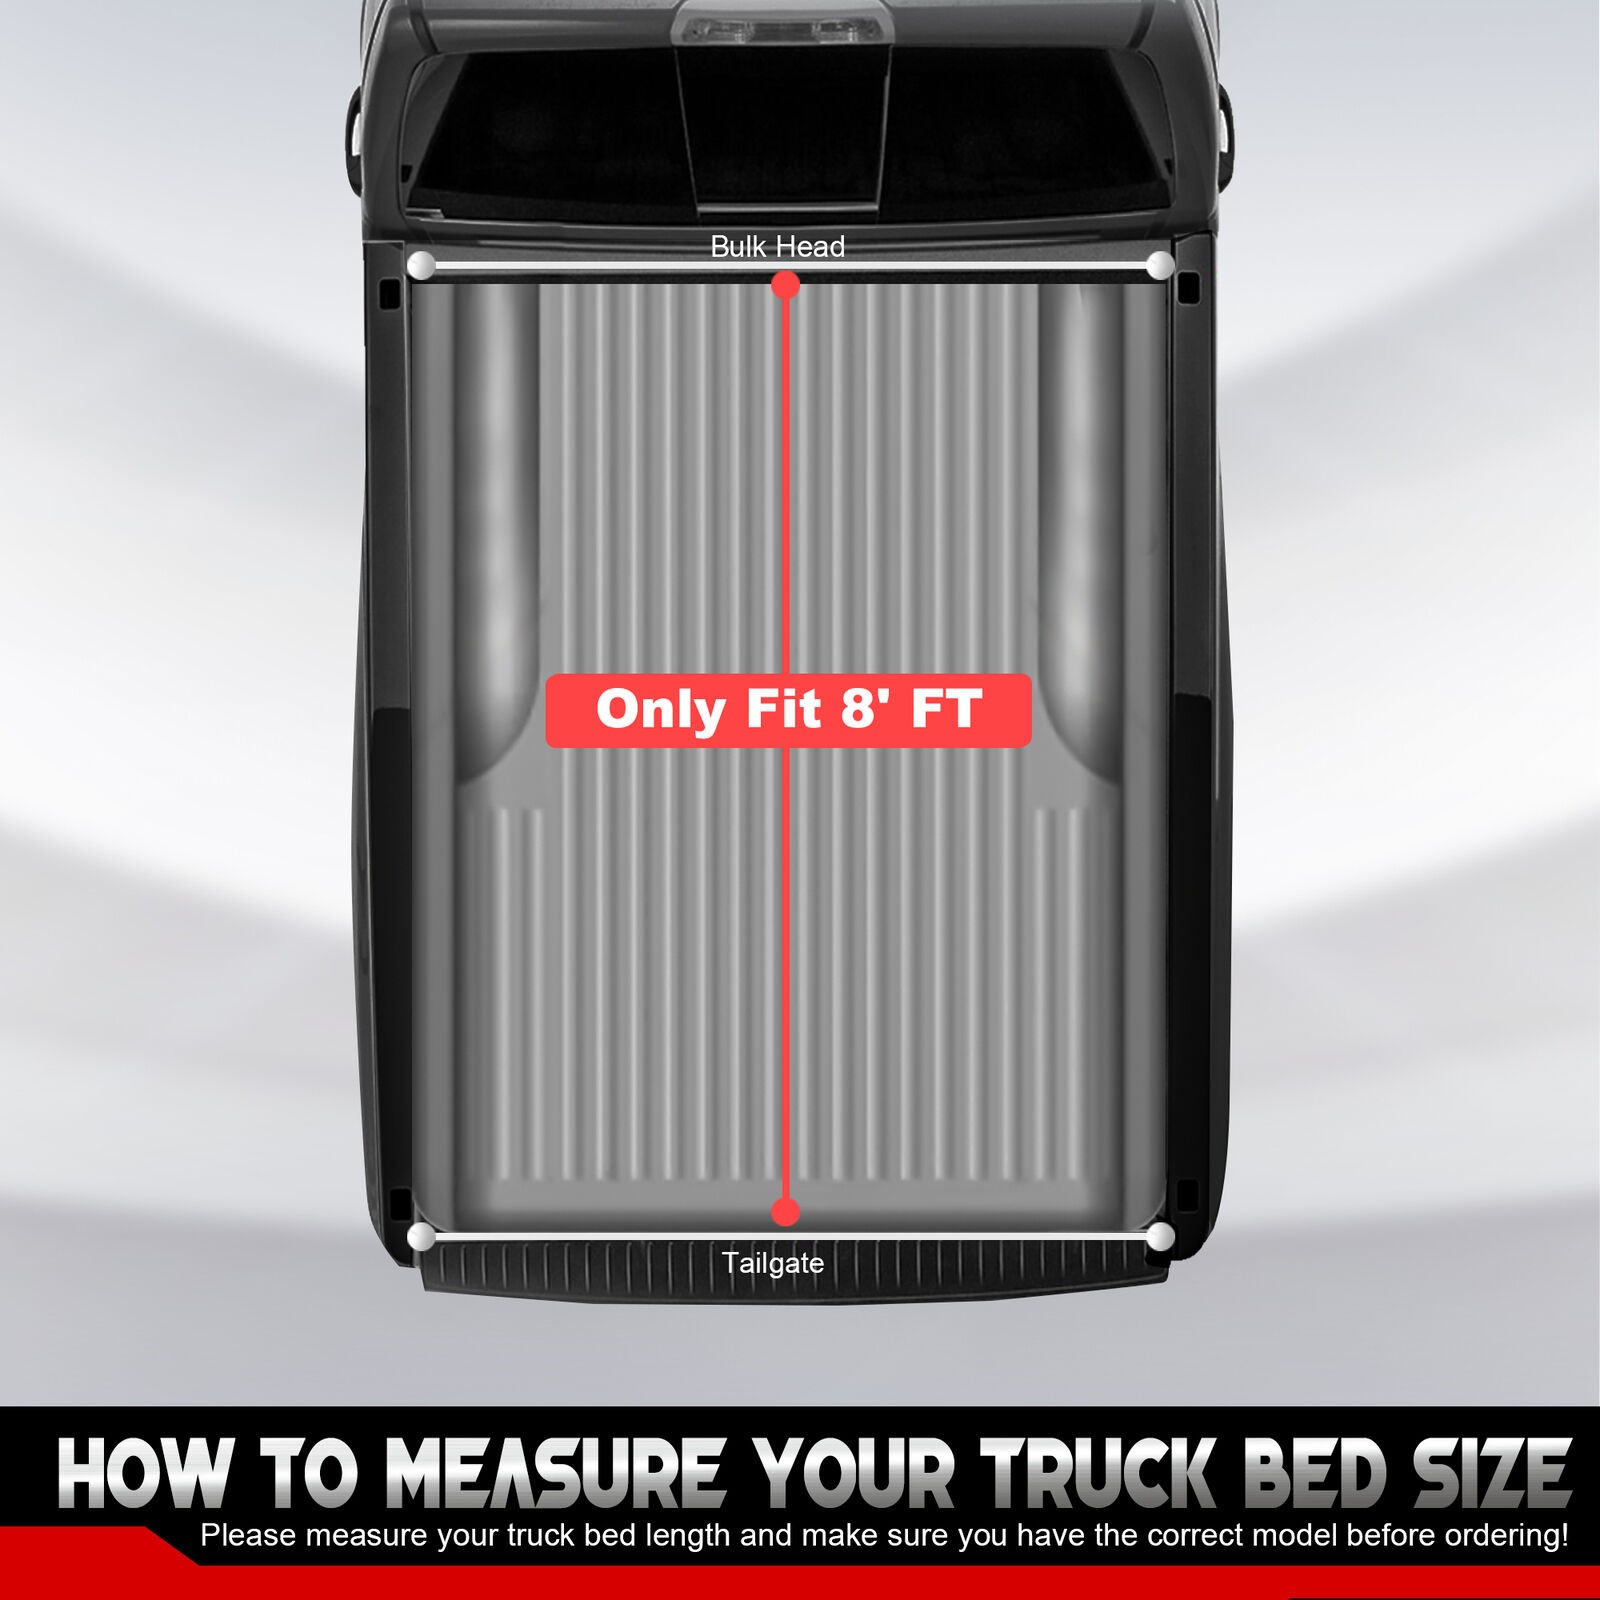 Bulk Head
Only Fit 8' FT
Tailgate
HOW TO MEASURE YOUR TRUCK BED SIZE
Please measure your truck bed length and make sure you have the correct model before ordering!